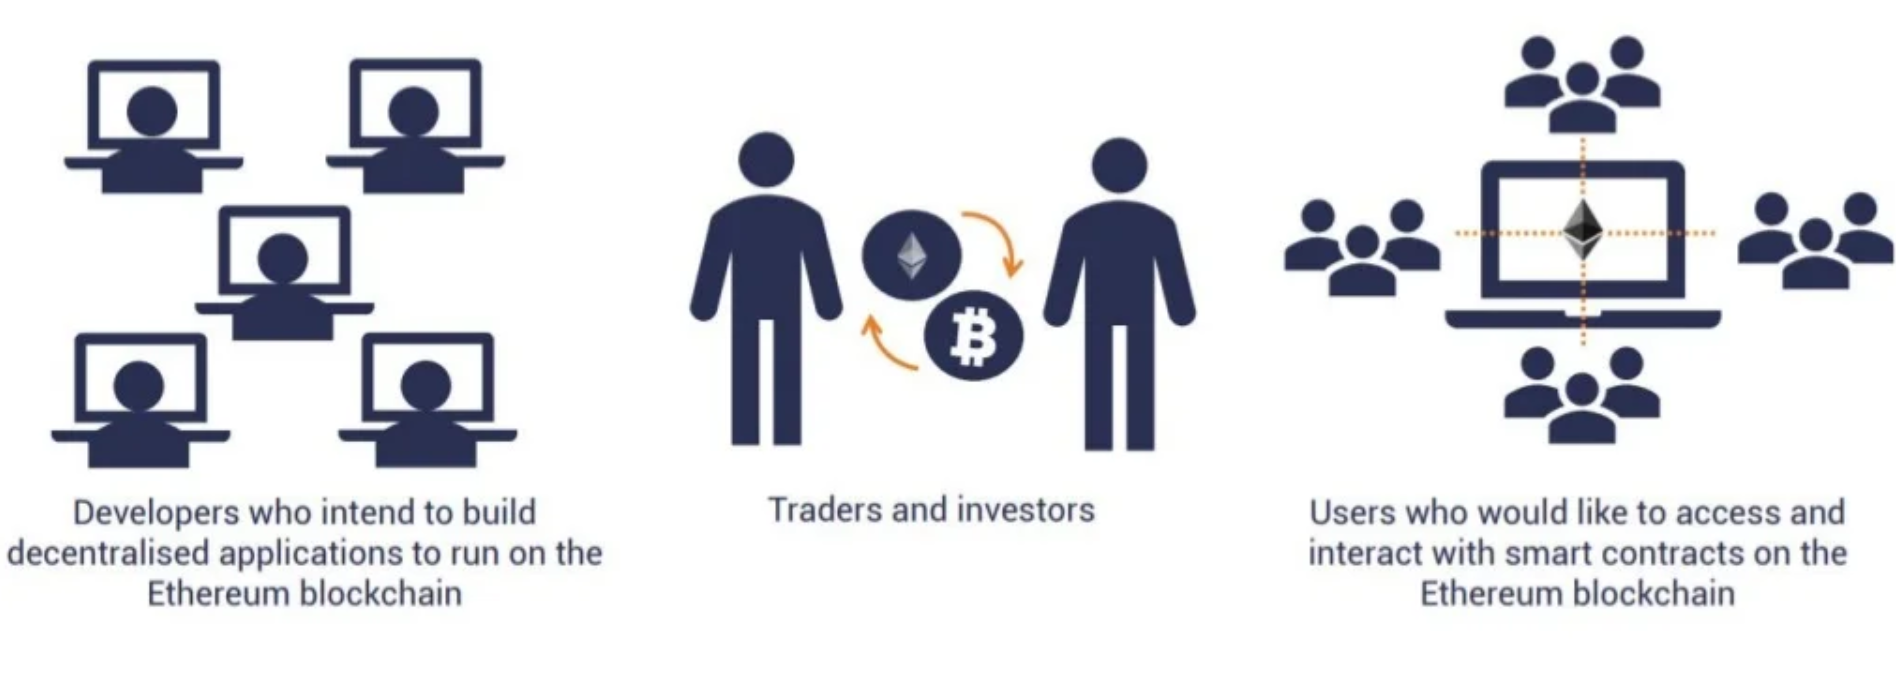 Developers who intend to build
decentralised applications to run on the
Ethereum blockchain
Traders and investors
Users who would like to access and
interact with smart contracts on the
Ethereum blockchain